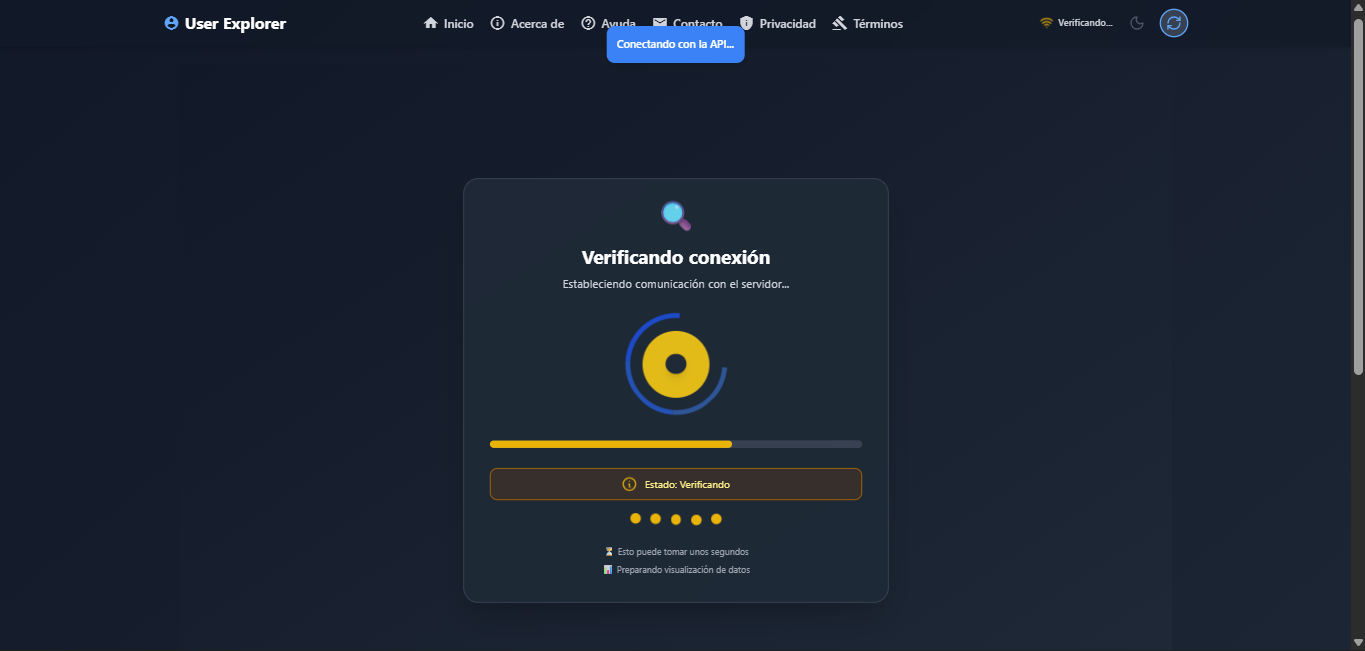 User Explorer
Inicio
Acerca de
Ayuda
Contacto
Privacidad
Términos
Verificando...
Conectando con la API...
Verificando conexión
Estableciendo comunicación con el servidor...
Estado: Verificando
Esto puede tomar unos segundos
Preparando visualización de datos